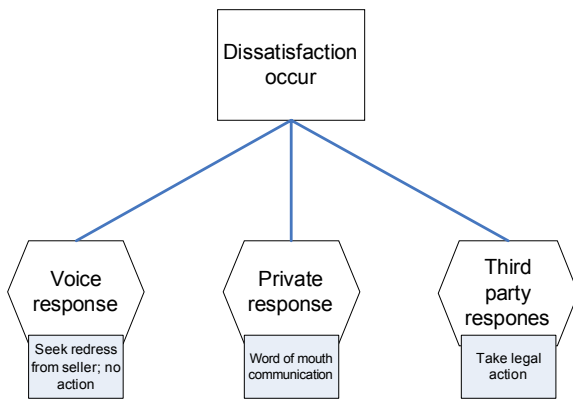 Dissatisfaction
occur
Voice
response
Seek redress
from seller; no
action
Private
response
Word of mouth
communication
Third
party
respones
Take legal
action